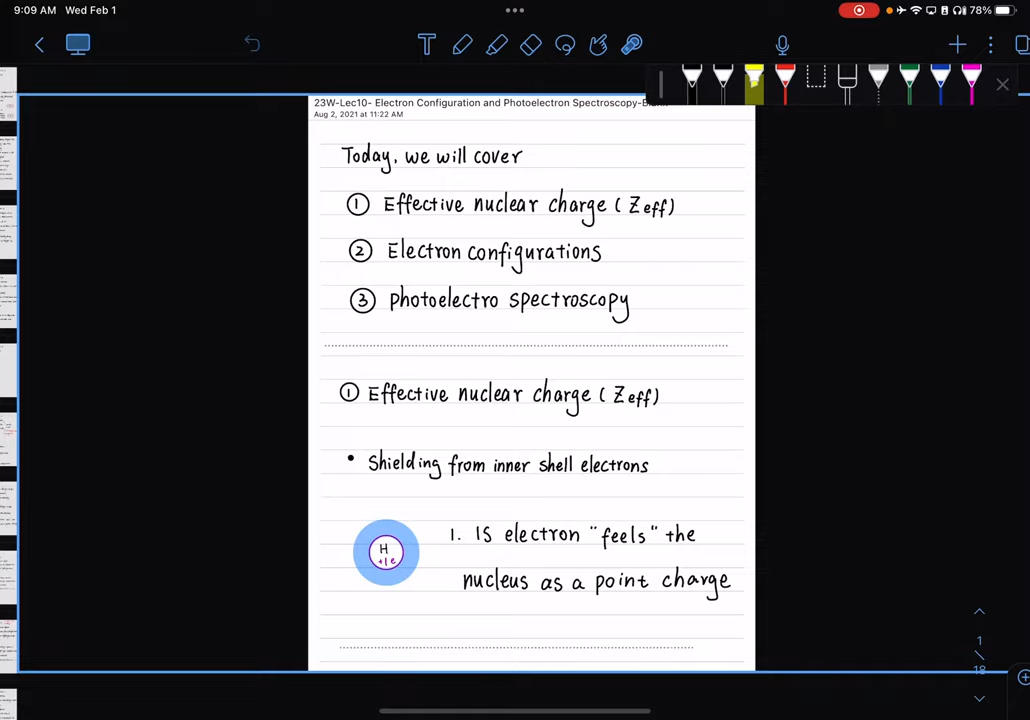 9:09 AM Wed Feb 1
78%
23W-Lec10- Electron Configuration and Photoelectron Spectroscopy-
Aug 2, 2021 at 11:22 AM
Today, we will cover
① Effective nuclear charge ( Zeff)
② Electron configurations
③ photoelectro spectroscopy
① Effective nuclear charge ( Zeff)
• Shielding from inner shell electrons
H
+1e
1. 1S electron "feels" the
nucleus as a point charge
1
18